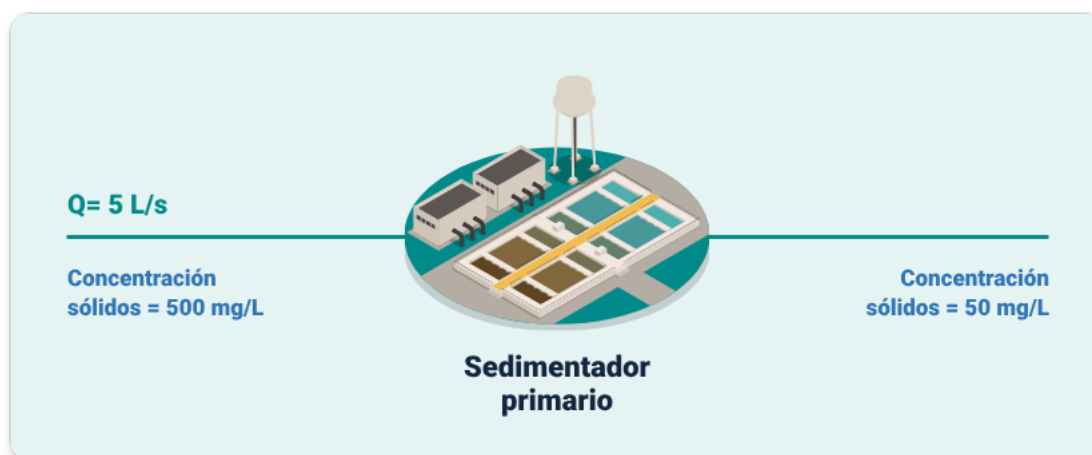 Q= 5 L/s
Concentración
sólidos = 500 mg/L
Concentración
sólidos = 50 mg/L
Sedimentador
primario